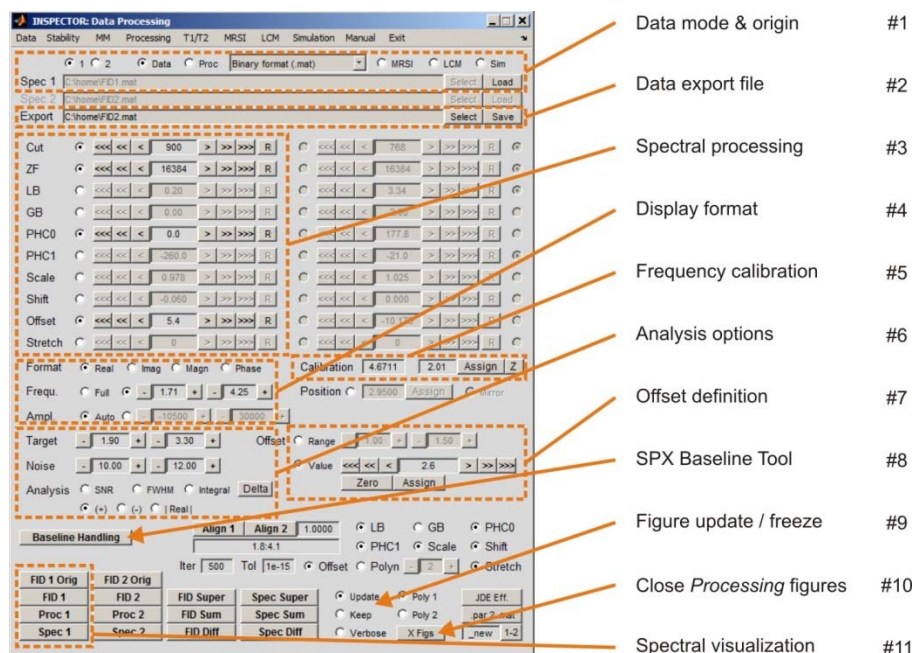 INSPECTOR: Data Processing
Data Stability MM Processing T1/T2 MRSI LCM Simulation Manual Exit
1 2 Data Proc Binary format (.mat) MRSI LCM Sim
Spec 1 C:\home\FID1.mat Select Load
Spec 2 C:\home\FID2.mat Select Load
Export C:\home\FID2.mat Select Save
Cut <<< << < 900 > >> >>> R <<< << < 768 > >> >>> R
ZF <<< << < 16384 > >> >>> R <<< << < 16384 > >> >>> R
LB <<< << < 0.20 > >> >>> R <<< << < 3.34 > >> >>> R
GB <<< << < 0.00 > >> >>> R <<< << < > >> >>> R
PHC0 <<< << < 0.0 > >> >>> R <<< << < 177.6 > >> >>> R
PHC1 <<< << < -260.0 > >> >>> R <<< << < -21.0 > >> >>> R
Scale <<< << < 0.978 > >> >>> R <<< << < 1.025 > >> >>> R
Shift <<< << < -0.060 > >> >>> R <<< << < 0.000 > >> >>> R
Offset <<< << < 5.4 > >> >>> R <<< << < > >> >>> R
Stretch <<< << < 0 > >> >>> R <<< << < 0 > >> >>> R
Format Real Imag Magn Phase Calibration 4.6711 2.01 Assign Z
Frequ. Full - 1.71 + - 4.25 + Position 2.9500 Assign Mirror
Ampl. Auto - -10500 + - 30000 +
Target - 1.90 + - 3.30 + Offset Range - 1.00 + - 1.50 +
Noise - 10.00 + - 12.00 + Value <<< << < 2.6 > >> >>>
Zero Assign
Analysis SNR FWHM Integral Delta
(+) (-) |Real|
Baseline Handling Align 1 Align 2 1.0000 LB GB PHC0
1.8:4.1 PHC1 Scale Shift
Iter 500 Tol 1e-15 Offset Polyn - 2 + Stretch
FID 1 Orig FID 2 Orig
FID 1 FID 2 FID Super Spec Super Update Poly 1 JDE Eff.
Proc 1 Proc 2 FID Sum Spec Sum Keep Poly 2 .par 2 .mat
Spec 1 Spec 2 FID Diff Spec Diff Verbose X Figs _new 1-2
Data mode & origin #1
Data export file #2
Spectral processing #3
Display format #4
Frequency calibration #5
Analysis options #6
Offset definition #7
SPX Baseline Tool #8
Figure update / freeze #9
Close Processing figures #10
Spectral visualization #11